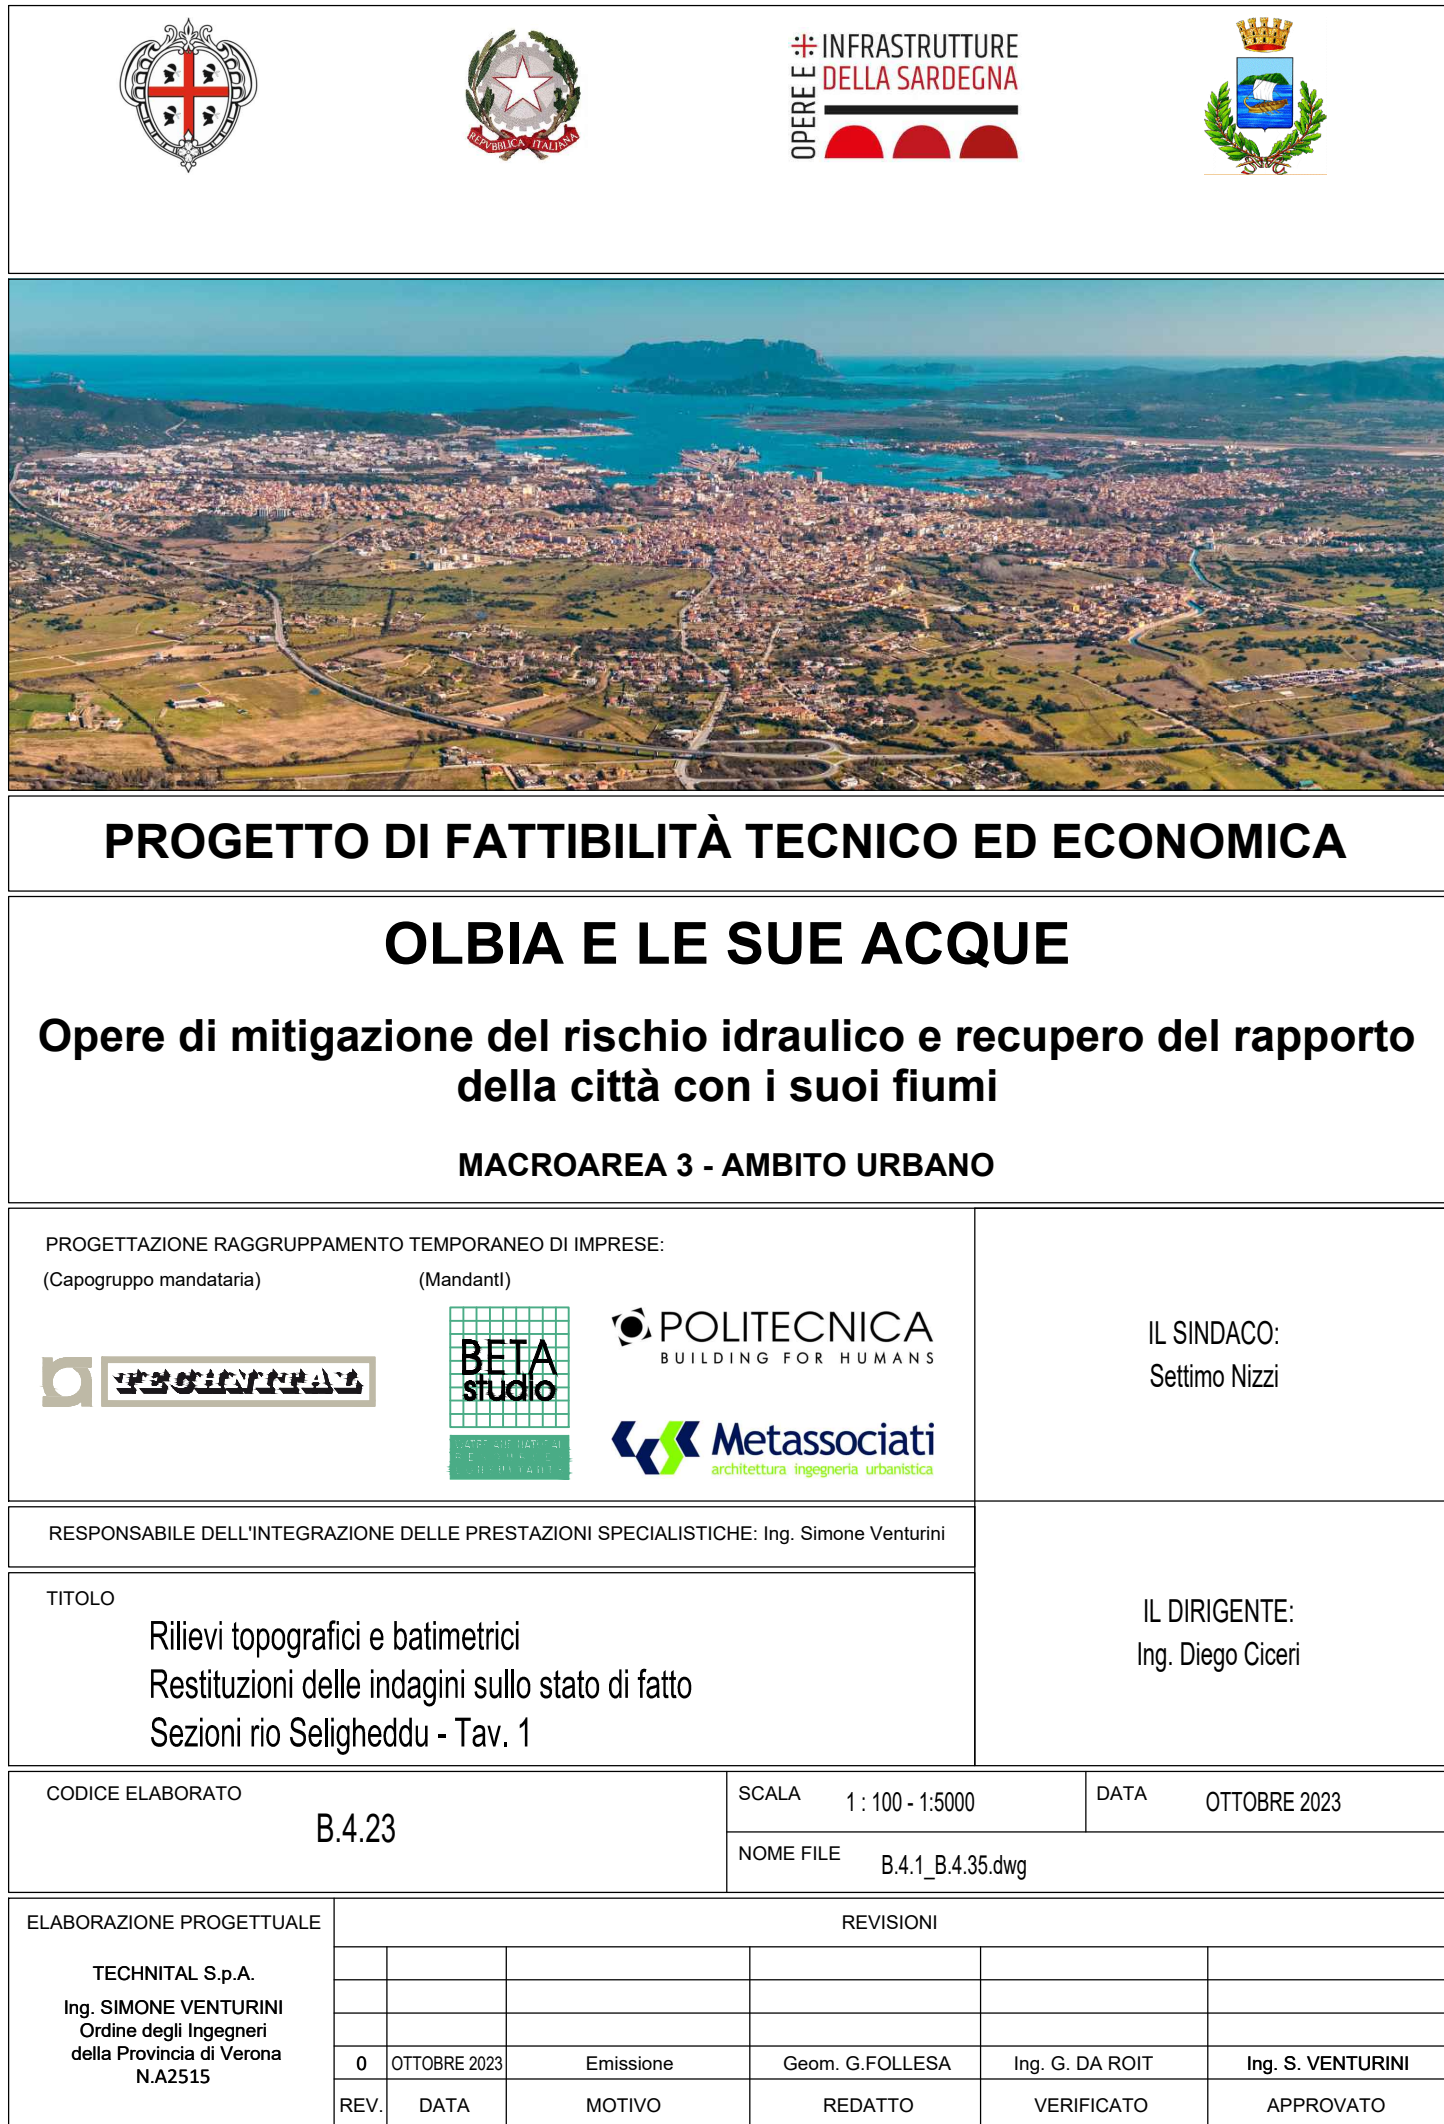 REPVBBLICA ITALIANA
OPERE E INFRASTRUTTURE
DELLA SARDEGNA
PROGETTO DI FATTIBILITÀ TECNICO ED ECONOMICA
OLBIA E LE SUE ACQUE
Opere di mitigazione del rischio idraulico e recupero del rapporto
della città con i suoi fiumi
MACROAREA 3 - AMBITO URBANO
PROGETTAZIONE RAGGRUPPAMENTO TEMPORANEO DI IMPRESE:
(Capogruppo mandataria)
(MandantI)
TECHNITAL
BETA
studio
POLITECNICA
BUILDING FOR HUMANS
Metassociati
architettura ingegneria urbanistica
IL SINDACO:
Settimo Nizzi
RESPONSABILE DELL'INTEGRAZIONE DELLE PRESTAZIONI SPECIALISTICHE: Ing. Simone Venturini
TITOLO
Rilievi topografici e batimetrici
Restituzioni delle indagini sullo stato di fatto
Sezioni rio Seligheddu - Tav. 1
IL DIRIGENTE:
Ing. Diego Ciceri
CODICE ELABORATO
B.4.23
SCALA 1 : 100 - 1:5000
DATA OTTOBRE 2023
NOME FILE B.4.1_B.4.35.dwg
ELABORAZIONE PROGETTUALE
TECHNITAL S.p.A.
Ing. SIMONE VENTURINI
Ordine degli Ingegneri
della Provincia di Verona
N.A2515
REVISIONI
0 OTTOBRE 2023 Emissione Geom. G.FOLLESA Ing. G. DA ROIT Ing. S. VENTURINI
REV. DATA MOTIVO REDATTO VERIFICATO APPROVATO